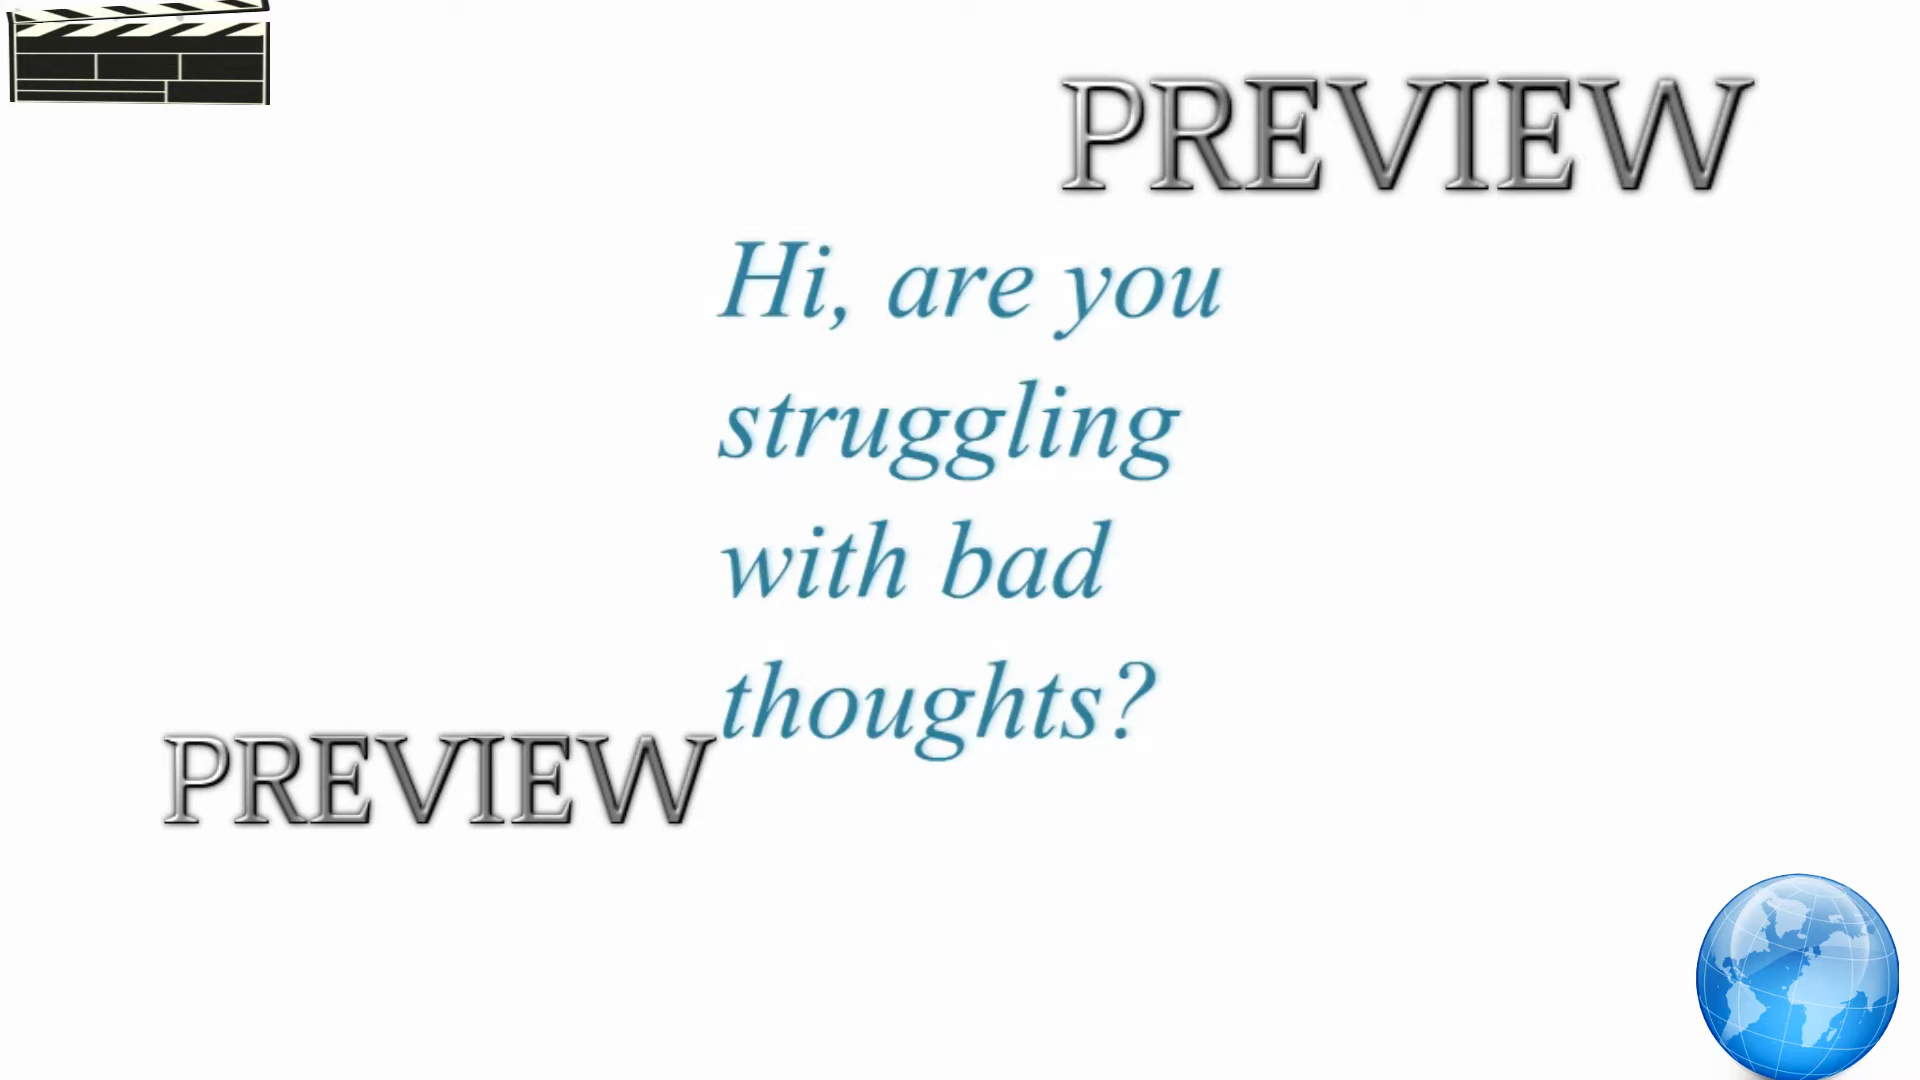 PREVIEW
Hi, are you
struggling
with bad
thoughts?
PREVIEW